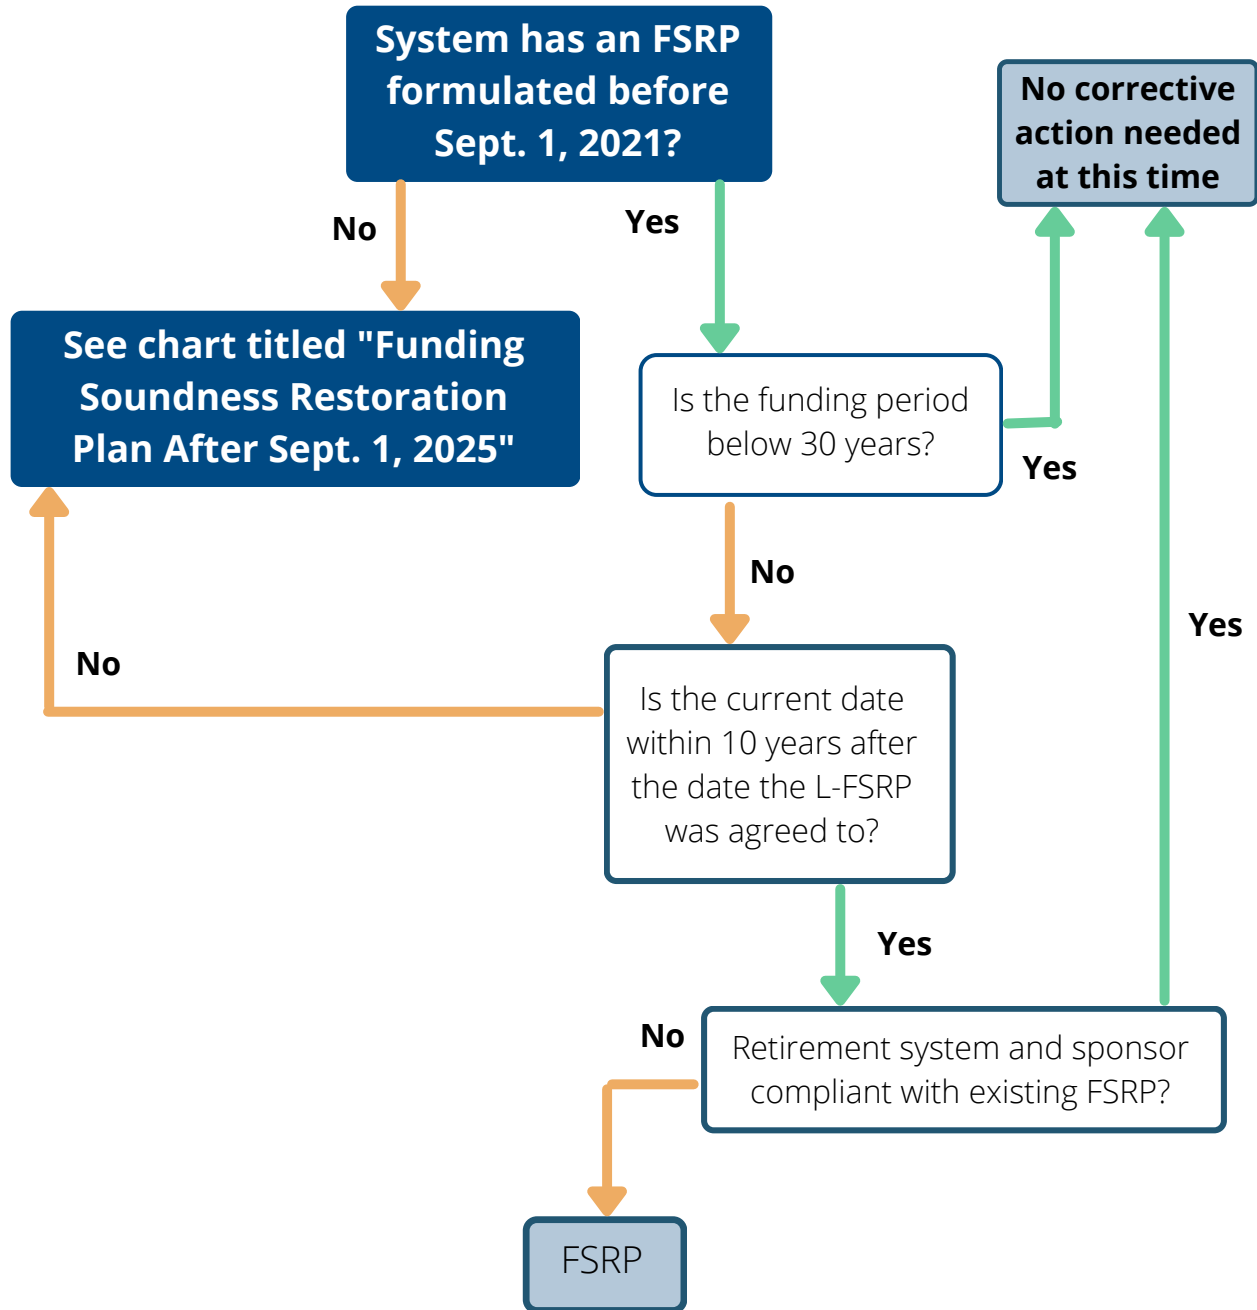 System has an FSRP
formulated before
Sept. 1, 2021?
No corrective
action needed
at this time
No
Yes
See chart titled "Funding
Soundness Restoration
Plan After Sept. 1, 2025"
Is the funding period
below 30 years?
Yes
No
Yes
No
Is the current date
within 10 years after
the date the L-FSRP
was agreed to?
Yes
No
Retirement system and sponsor
compliant with existing FSRP?
FSRP